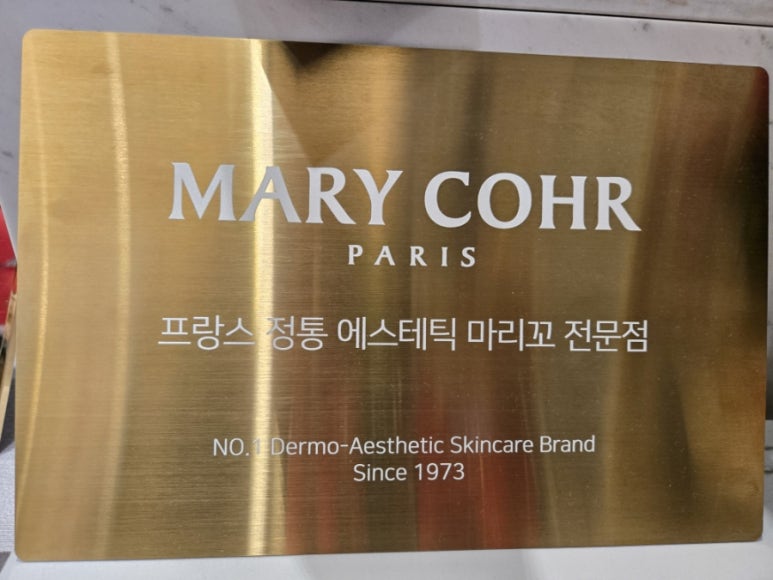 MARY COHR
PARIS
프랑스 정통 에스테틱 마리꼬 전문점
NO.1 Dermo-Aesthetic Skincare Brand
Since 1973